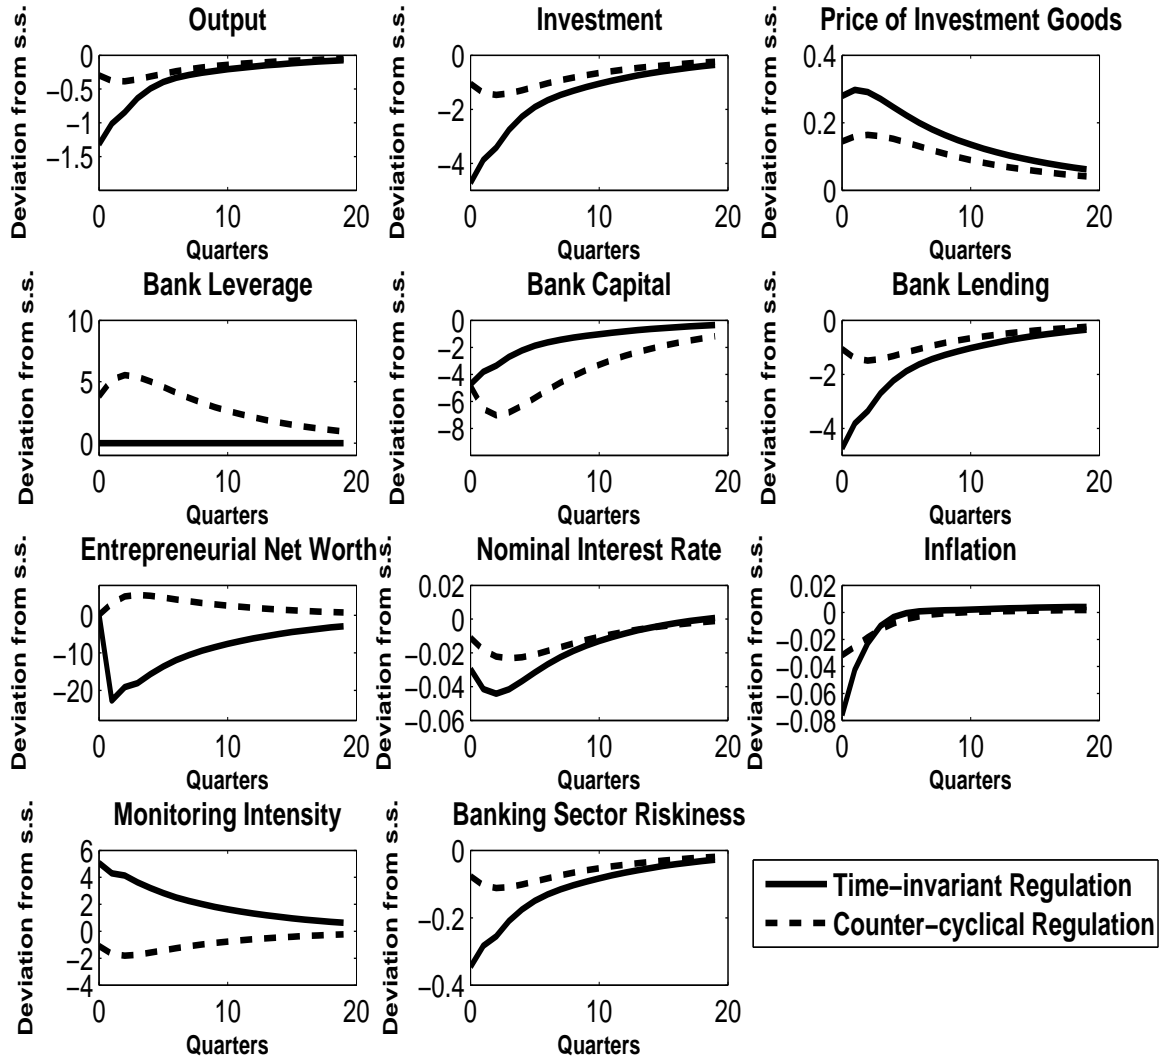 Output
Deviation from s.s.
0
−0.5
−1
−1.5
0 10 20
Quarters
Investment
Deviation from s.s.
0
−2
−4
0 10 20
Quarters
Price of Investment Goods
Deviation from s.s.
0.4
0.2
0
0 10 20
Quarters
Bank Leverage
Deviation from s.s.
10
5
0
0 10 20
Quarters
Bank Capital
Deviation from s.s.
0
−2
−4
−6
−8
0 10 20
Quarters
Bank Lending
Deviation from s.s.
0
−2
−4
0 10 20
Quarters
Entrepreneurial Net Worth
Deviation from s.s.
0
−10
−20
0 10 20
Quarters
Nominal Interest Rate
Deviation from s.s.
0.02
0
−0.02
−0.04
−0.06
0 10 20
Quarters
Inflation
Deviation from s.s.
0.02
0
−0.02
−0.04
−0.06
−0.08
0 10 20
Quarters
Monitoring Intensity
Deviation from s.s.
6
4
2
0
−2
−4
0 10 20
Quarters
Banking Sector Riskiness
Deviation from s.s.
0
−0.2
−0.4
0 10 20
Quarters
Time−invariant Regulation
Counter−cyclical Regulation